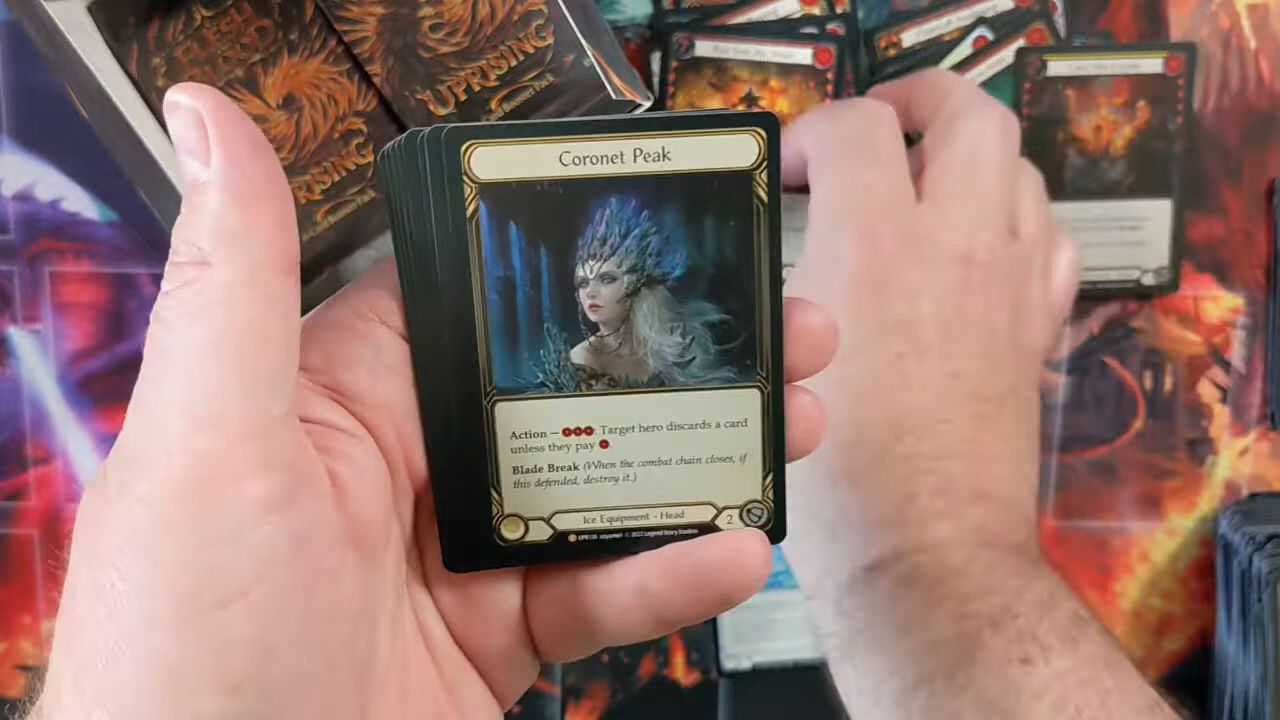 UPRISING
RISING
Coronet Peak
Action — : Target hero discards a card
unless they pay .
Blade Break (When the combat chain closes, if
this defended, destroy it.)
Ice Equipment - Head
2